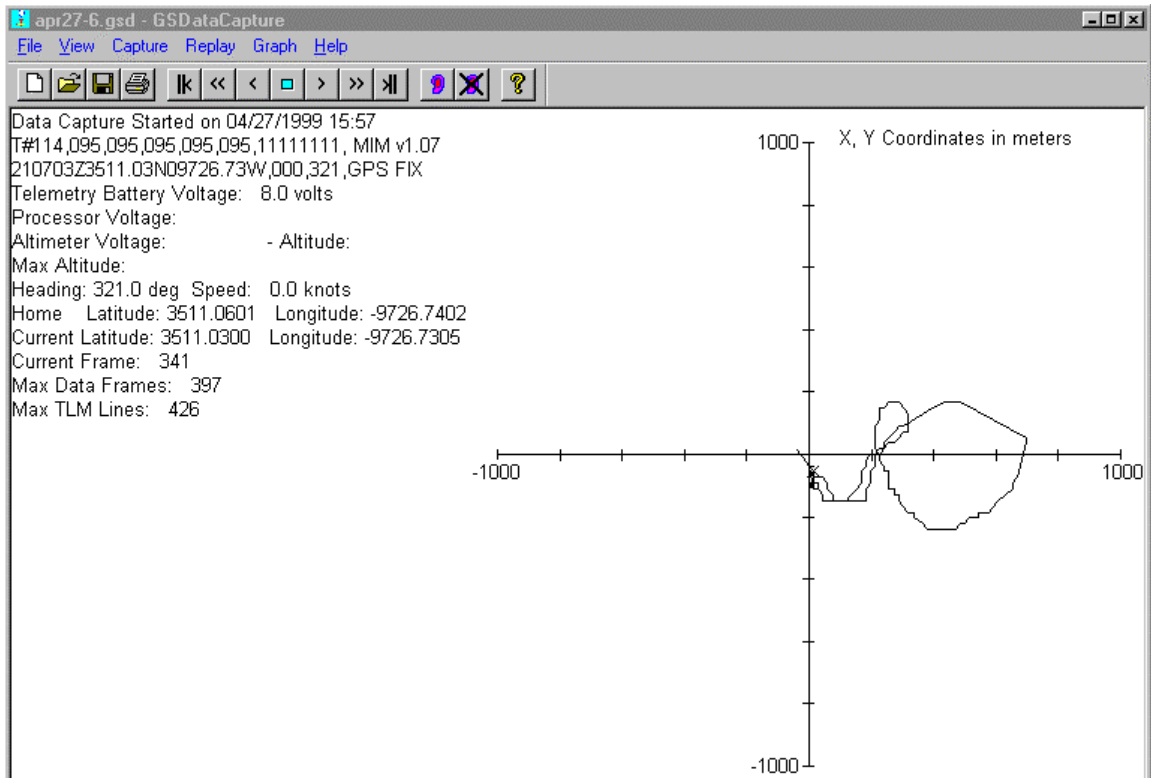 apr27-6.gsd - GSDataCapture
File View Capture Replay Graph Help
Data Capture Started on 04/27/1999 15:57
T#114,095,095,095,095,095,11111111, MIM v1.07
210703Z3511.03N09726.73W,000,321,GPS FIX
Telemetry Battery Voltage: 8.0 volts
Processor Voltage:
Altimeter Voltage: - Altitude:
Max Altitude:
Heading: 321.0 deg Speed: 0.0 knots
Home Latitude: 3511.0601 Longitude: -9726.7402
Current Latitude: 3511.0300 Longitude: -9726.7305
Current Frame: 341
Max Data Frames: 397
Max TLM Lines: 426
1000
X, Y Coordinates in meters
-1000
1000
-1000